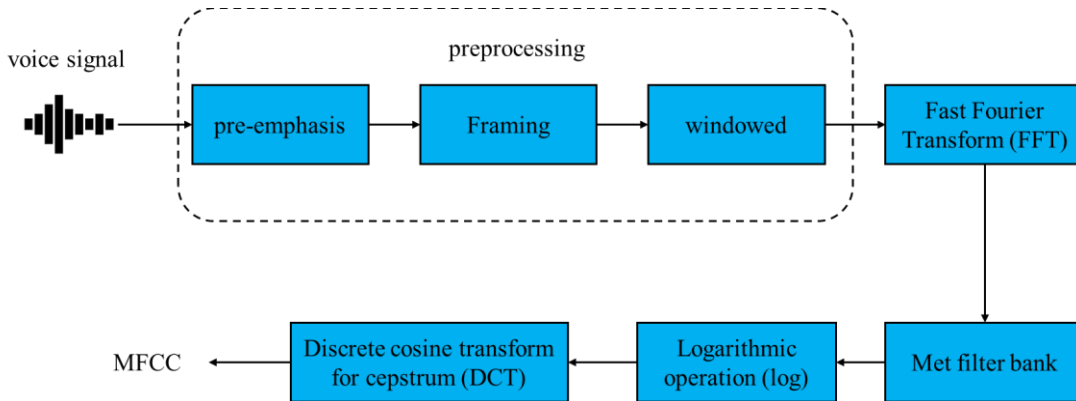 preprocessing
voice signal
pre-emphasis
Framing
windowed
Fast Fourier
Transform (FFT)
Met filter bank
Logarithmic
operation (log)
Discrete cosine transform
for cepstrum (DCT)
MFCC